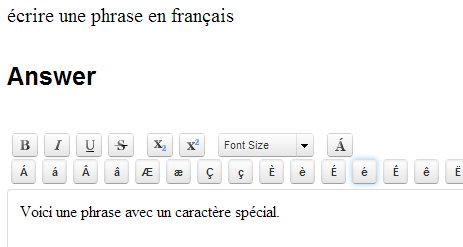 écrire une phrase en français
Answer
B I U S X₂ X² Font Size Á
Á á Â â Æ æ Ç ç È è É é Ê ê Ë
Voici une phrase avec un caractère spécial.